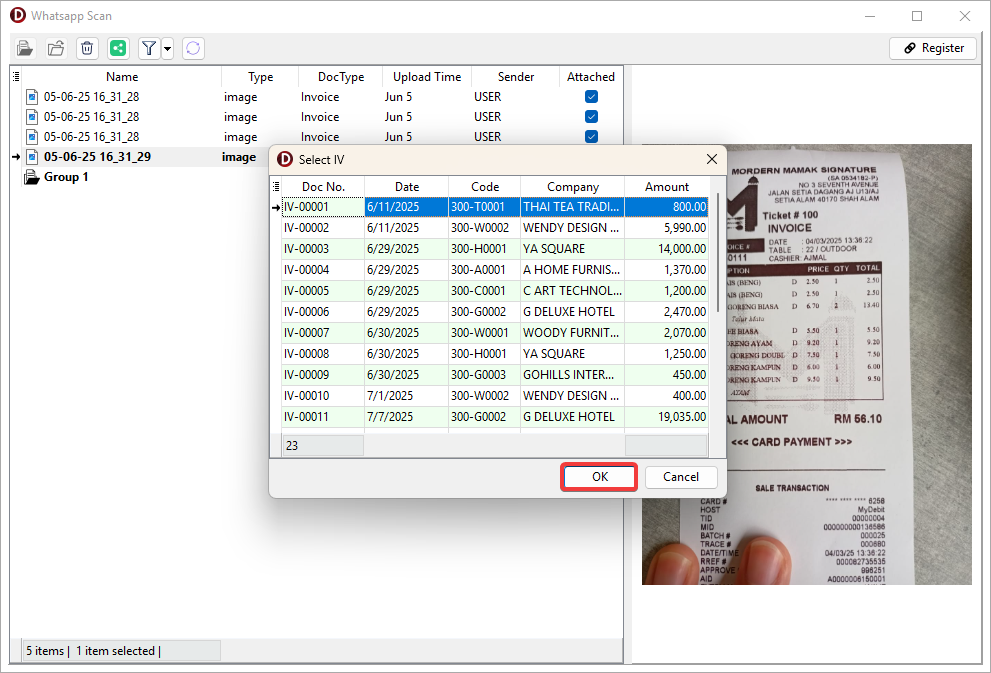 Whatsapp Scan
Register
Name Type DocType Upload Time Sender Attached
05-06-25 16_31_28 image Invoice Jun 5 USER
05-06-25 16_31_28 image Invoice Jun 5 USER
05-06-25 16_31_28 image Invoice Jun 5 USER
05-06-25 16_31_29 image
Group 1
Select IV
Doc No. Date Code Company Amount
IV-00001 6/11/2025 300-T0001 THAI TEA TRADI... 800.00
IV-00002 6/11/2025 300-W0002 WENDY DESIGN ... 5,990.00
IV-00003 6/29/2025 300-H0001 YA SQUARE 14,000.00
IV-00004 6/29/2025 300-A0001 A HOME FURNIS... 1,370.00
IV-00005 6/29/2025 300-C0001 C ART TECHNOL... 1,200.00
IV-00006 6/29/2025 300-G0002 G DELUXE HOTEL 2,470.00
IV-00007 6/30/2025 300-W0001 WOODY FURNIT... 2,070.00
IV-00008 6/30/2025 300-H0001 YA SQUARE 1,250.00
IV-00009 6/30/2025 300-G0003 GOHILLS INTER... 450.00
IV-00010 7/1/2025 300-W0002 WENDY DESIGN ... 400.00
IV-00011 7/7/2025 300-G0002 G DELUXE HOTEL 19,035.00
23
OK Cancel
MORDERN MAMAK SIGNATURE
(SA 0534183-P)
NO 3 SEVENTH AVENUE
JALAN SETIA DAGANG AJ U13/AJ
SETIA ALAM 40170 SHAH ALAM
Ticket # 100
INVOICE
DATE : 04/03/2025 13:36:22
TABLE : 22 / OUTDOOR
CASHIER: AJMAL
0111
PRICE QTY TOTAL
(BENG) D 2.50 1 2.50
(BENG) D 2.50 1 2.50
GORENG BIASA D 6.70 2 13.40
Telur Mata
BIASA D 5.50 1 5.50
AYAM D 9.20 1 9.20
GORENG DOUBL D 7.50 1 7.50
KAMPUN D 6.00 1 6.00
KAMPUN D 9.50 1 9.50
AYAM
AMOUNT RM 56.10
<<< CARD PAYMENT >>>
SALE TRANSACTION
CARD # **** **** **** 6258
HOST MyDebit
TID 00000004
MID 000000000136586
BATCH # 000025
TRACE # 000680
DATE/TIME 04/03/25 13:36:22
RREF # 000082735535
APPROVE 996251
AID A0000006150001
5 items | 1 item selected |